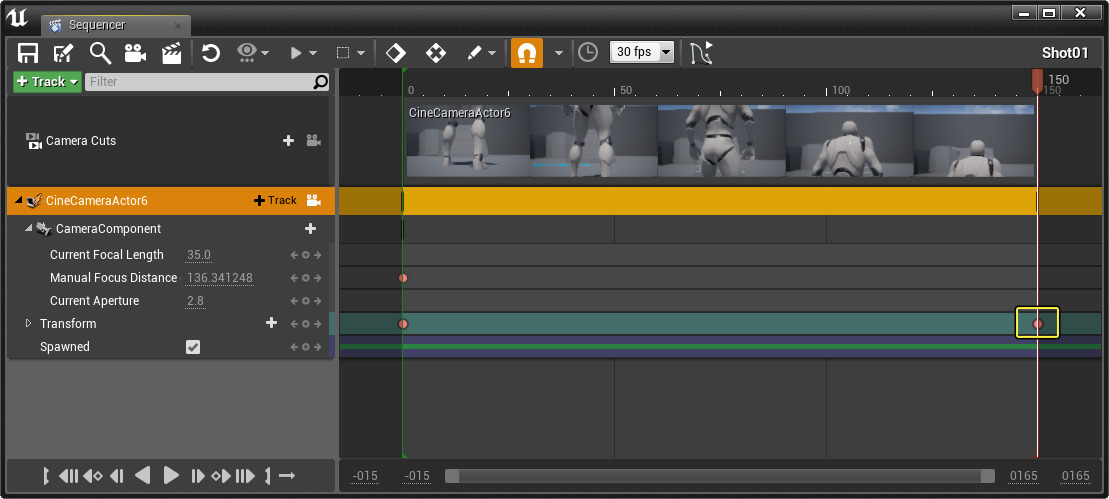 Sequencer
30 fps
Shot01
Track
Filter
0
50
100
150
150
Camera Cuts
CineCameraActor6
CineCameraActor6
Track
CameraComponent
Current Focal Length
35.0
Manual Focus Distance
136.341248
Current Aperture
2.8
Transform
Spawned
-015
-015
0165
0165